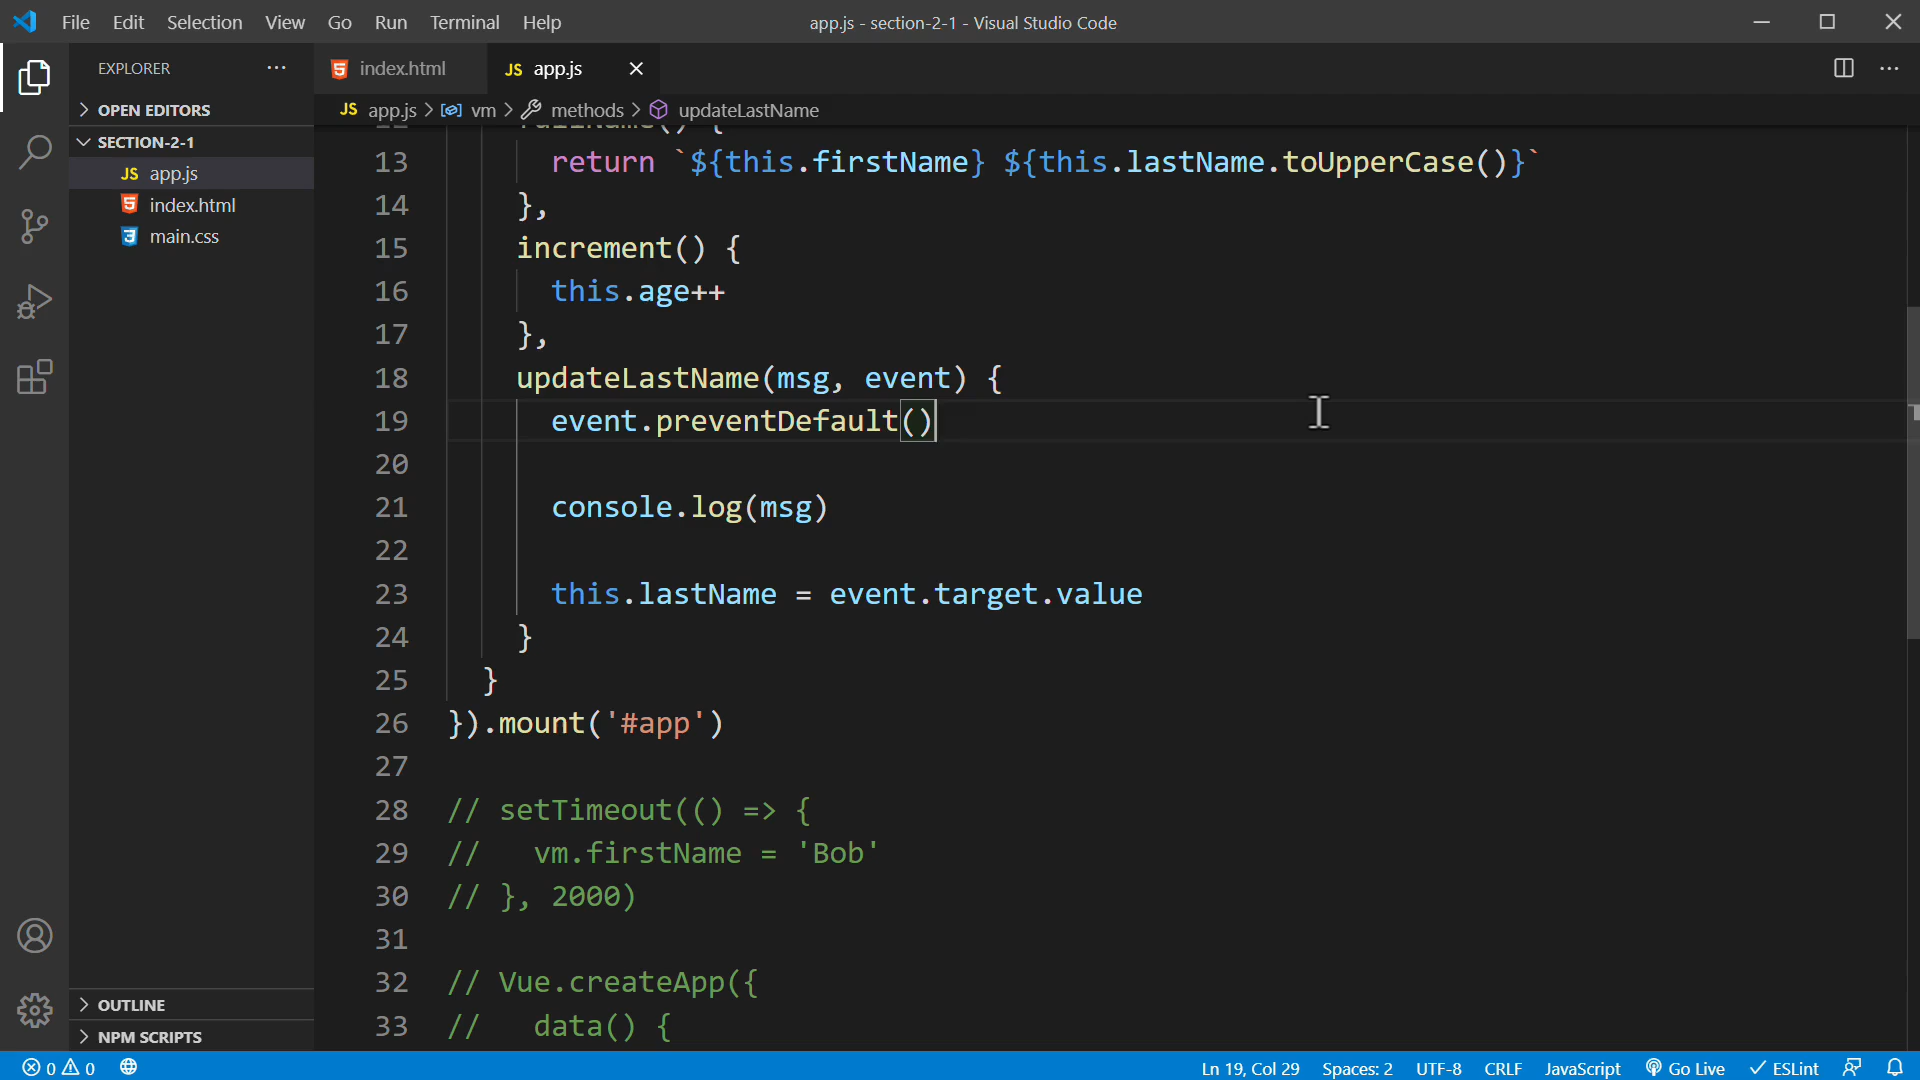 File Edit Selection View Go Run Terminal Help
app.js - section-2-1 - Visual Studio Code
EXPLORER
OPEN EDITORS
SECTION-2-1
JS app.js
index.html
main.css
OUTLINE
NPM SCRIPTS
index.html
JS app.js
JS app.js > vm > methods > updateLastName
13 return `${this.firstName} ${this.lastName.toUpperCase()}`
14 },
15 increment() {
16 this.age++
17 },
18 updateLastName(msg, event) {
19 event.preventDefault()
20
21 console.log(msg)
22
23 this.lastName = event.target.value
24 }
25 }
26 }).mount('#app')
27
28 // setTimeout(() => {
29 //   vm.firstName = 'Bob'
30 // }, 2000)
31
32 // Vue.createApp({
33 //   data() {
0 0
Ln 19, Col 29 Spaces: 2 UTF-8 CRLF JavaScript Go Live ESLint